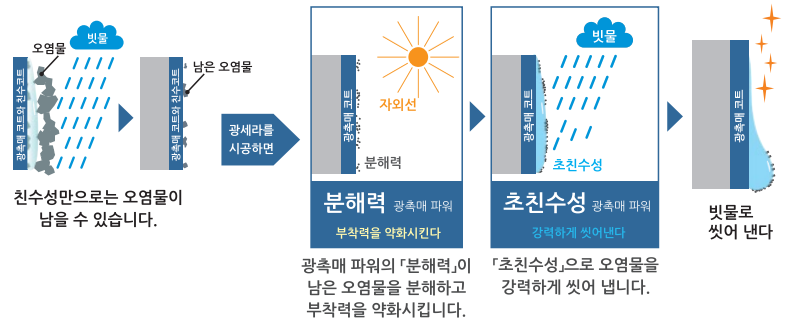 오염물
빗물
광촉매 코트와 친수코트
친수성만으로는 오염물이
남을 수 있습니다.
남은 오염물
광촉매 코트와 친수코트
광세라를
시공하면
자외선
광촉매 코트
분해력
분해력 광촉매 파워
부착력을 약화시킨다
광촉매 파워의 「분해력」이
남은 오염물을 분해하고
부착력을 약화시킵니다.
빗물
광촉매 코트
초친수성
초친수성 광촉매 파워
강력하게 씻어낸다
「초친수성」으로 오염물을
강력하게 씻어 냅니다.
광촉매 코트
빗물로
씻어 낸다